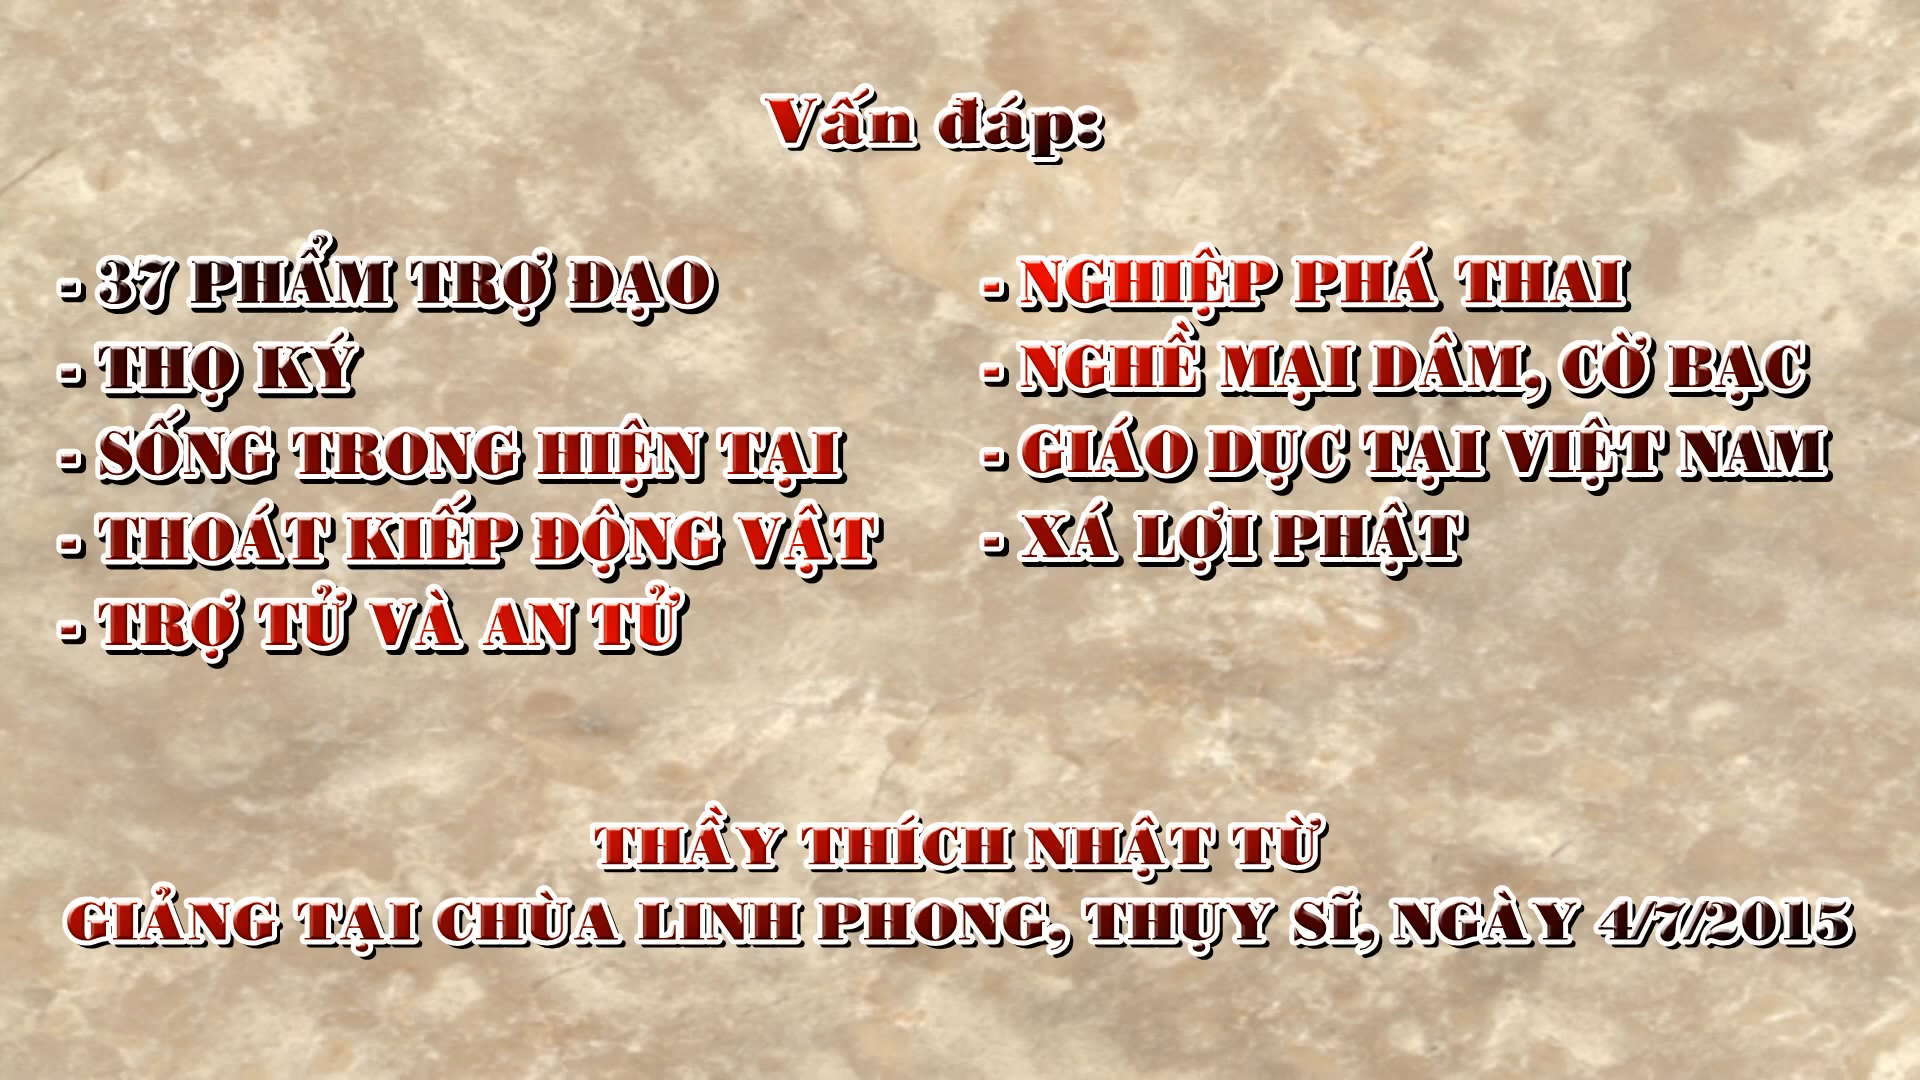 Vấn đáp:
- 37 PHẨM TRỢ ĐẠO
- THỌ KÝ
- SỐNG TRONG HIỆN TẠI
- THOÁT KIẾP ĐỘNG VẬT
- TRỢ TỬ VÀ AN TỬ
- NGHIỆP PHÁ THAI
- NGHỀ MẠI DÂM, CỜ BẠC
- GIÁO DỤC TẠI VIỆT NAM
- XÁ LỢI PHẬT
THẦY THÍCH NHẬT TỪ
GIẢNG TẠI CHÙA LINH PHONG, THỤY SĨ, NGÀY 4/7/2015